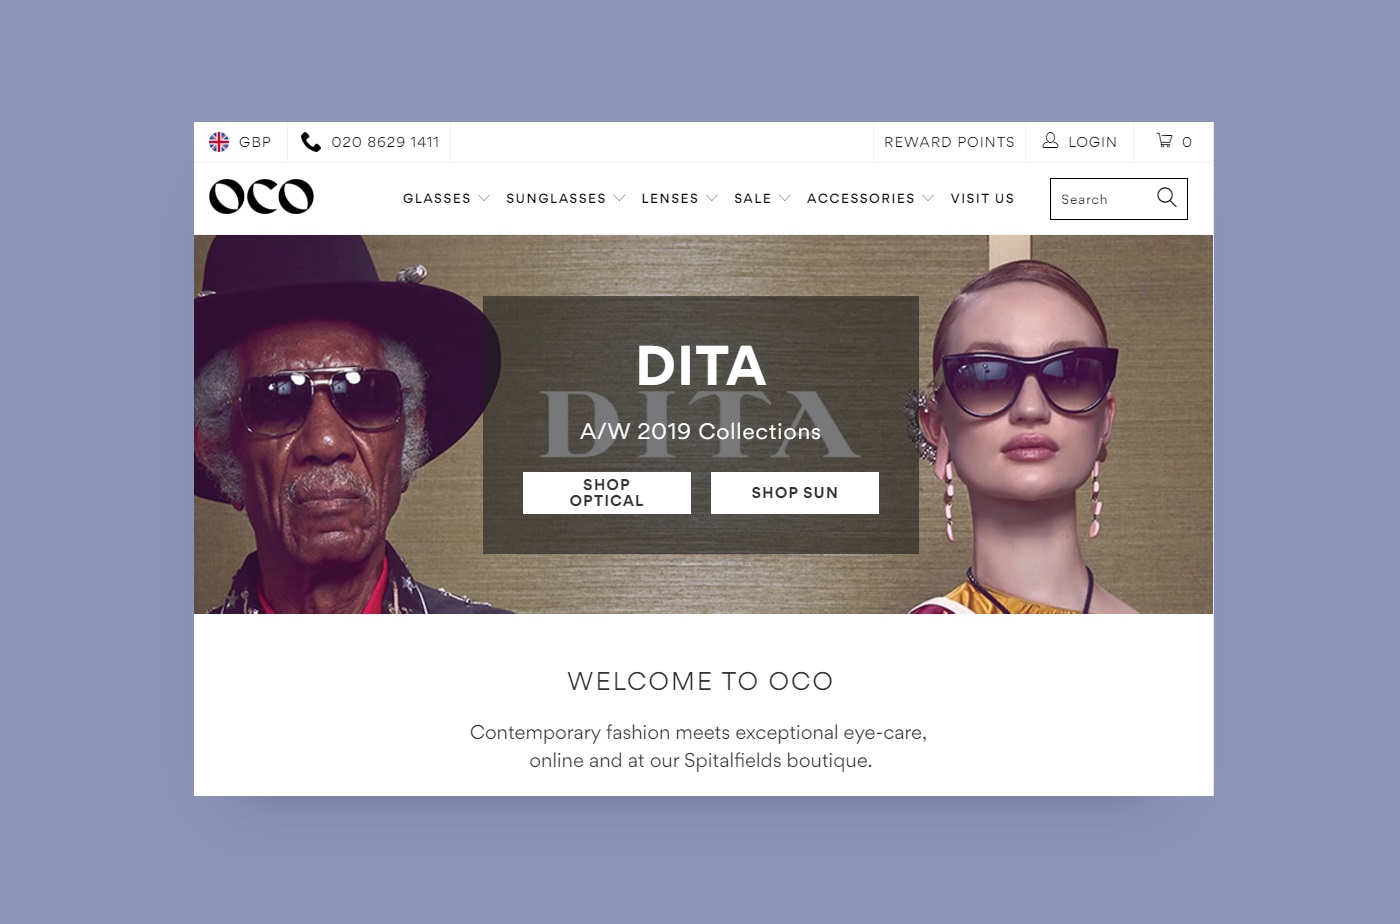 GBP
020 8629 1411
REWARD POINTS
LOGIN
0
OCO
GLASSES
SUNGLASSES
LENSES
SALE
ACCESSORIES
VISIT US
Search
DITA
DITA
A/W 2019 Collections
SHOP
OPTICAL
SHOP SUN
WELCOME TO OCO
Contemporary fashion meets exceptional eye-care,
online and at our Spitalfields boutique.